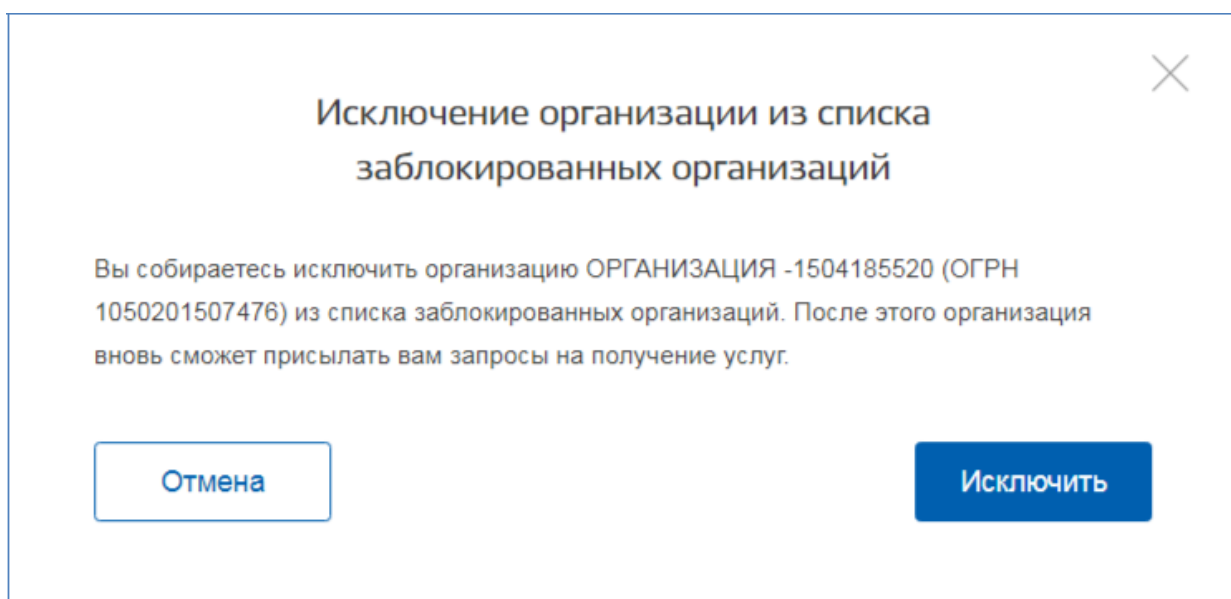 Исключение организации из списка
заблокированных организаций
Вы собираетесь исключить организацию ОРГАНИЗАЦИЯ -1504185520 (ОГРН
1050201507476) из списка заблокированных организаций. После этого организация
вновь сможет присылать вам запросы на получение услуг.
Отмена
Исключить